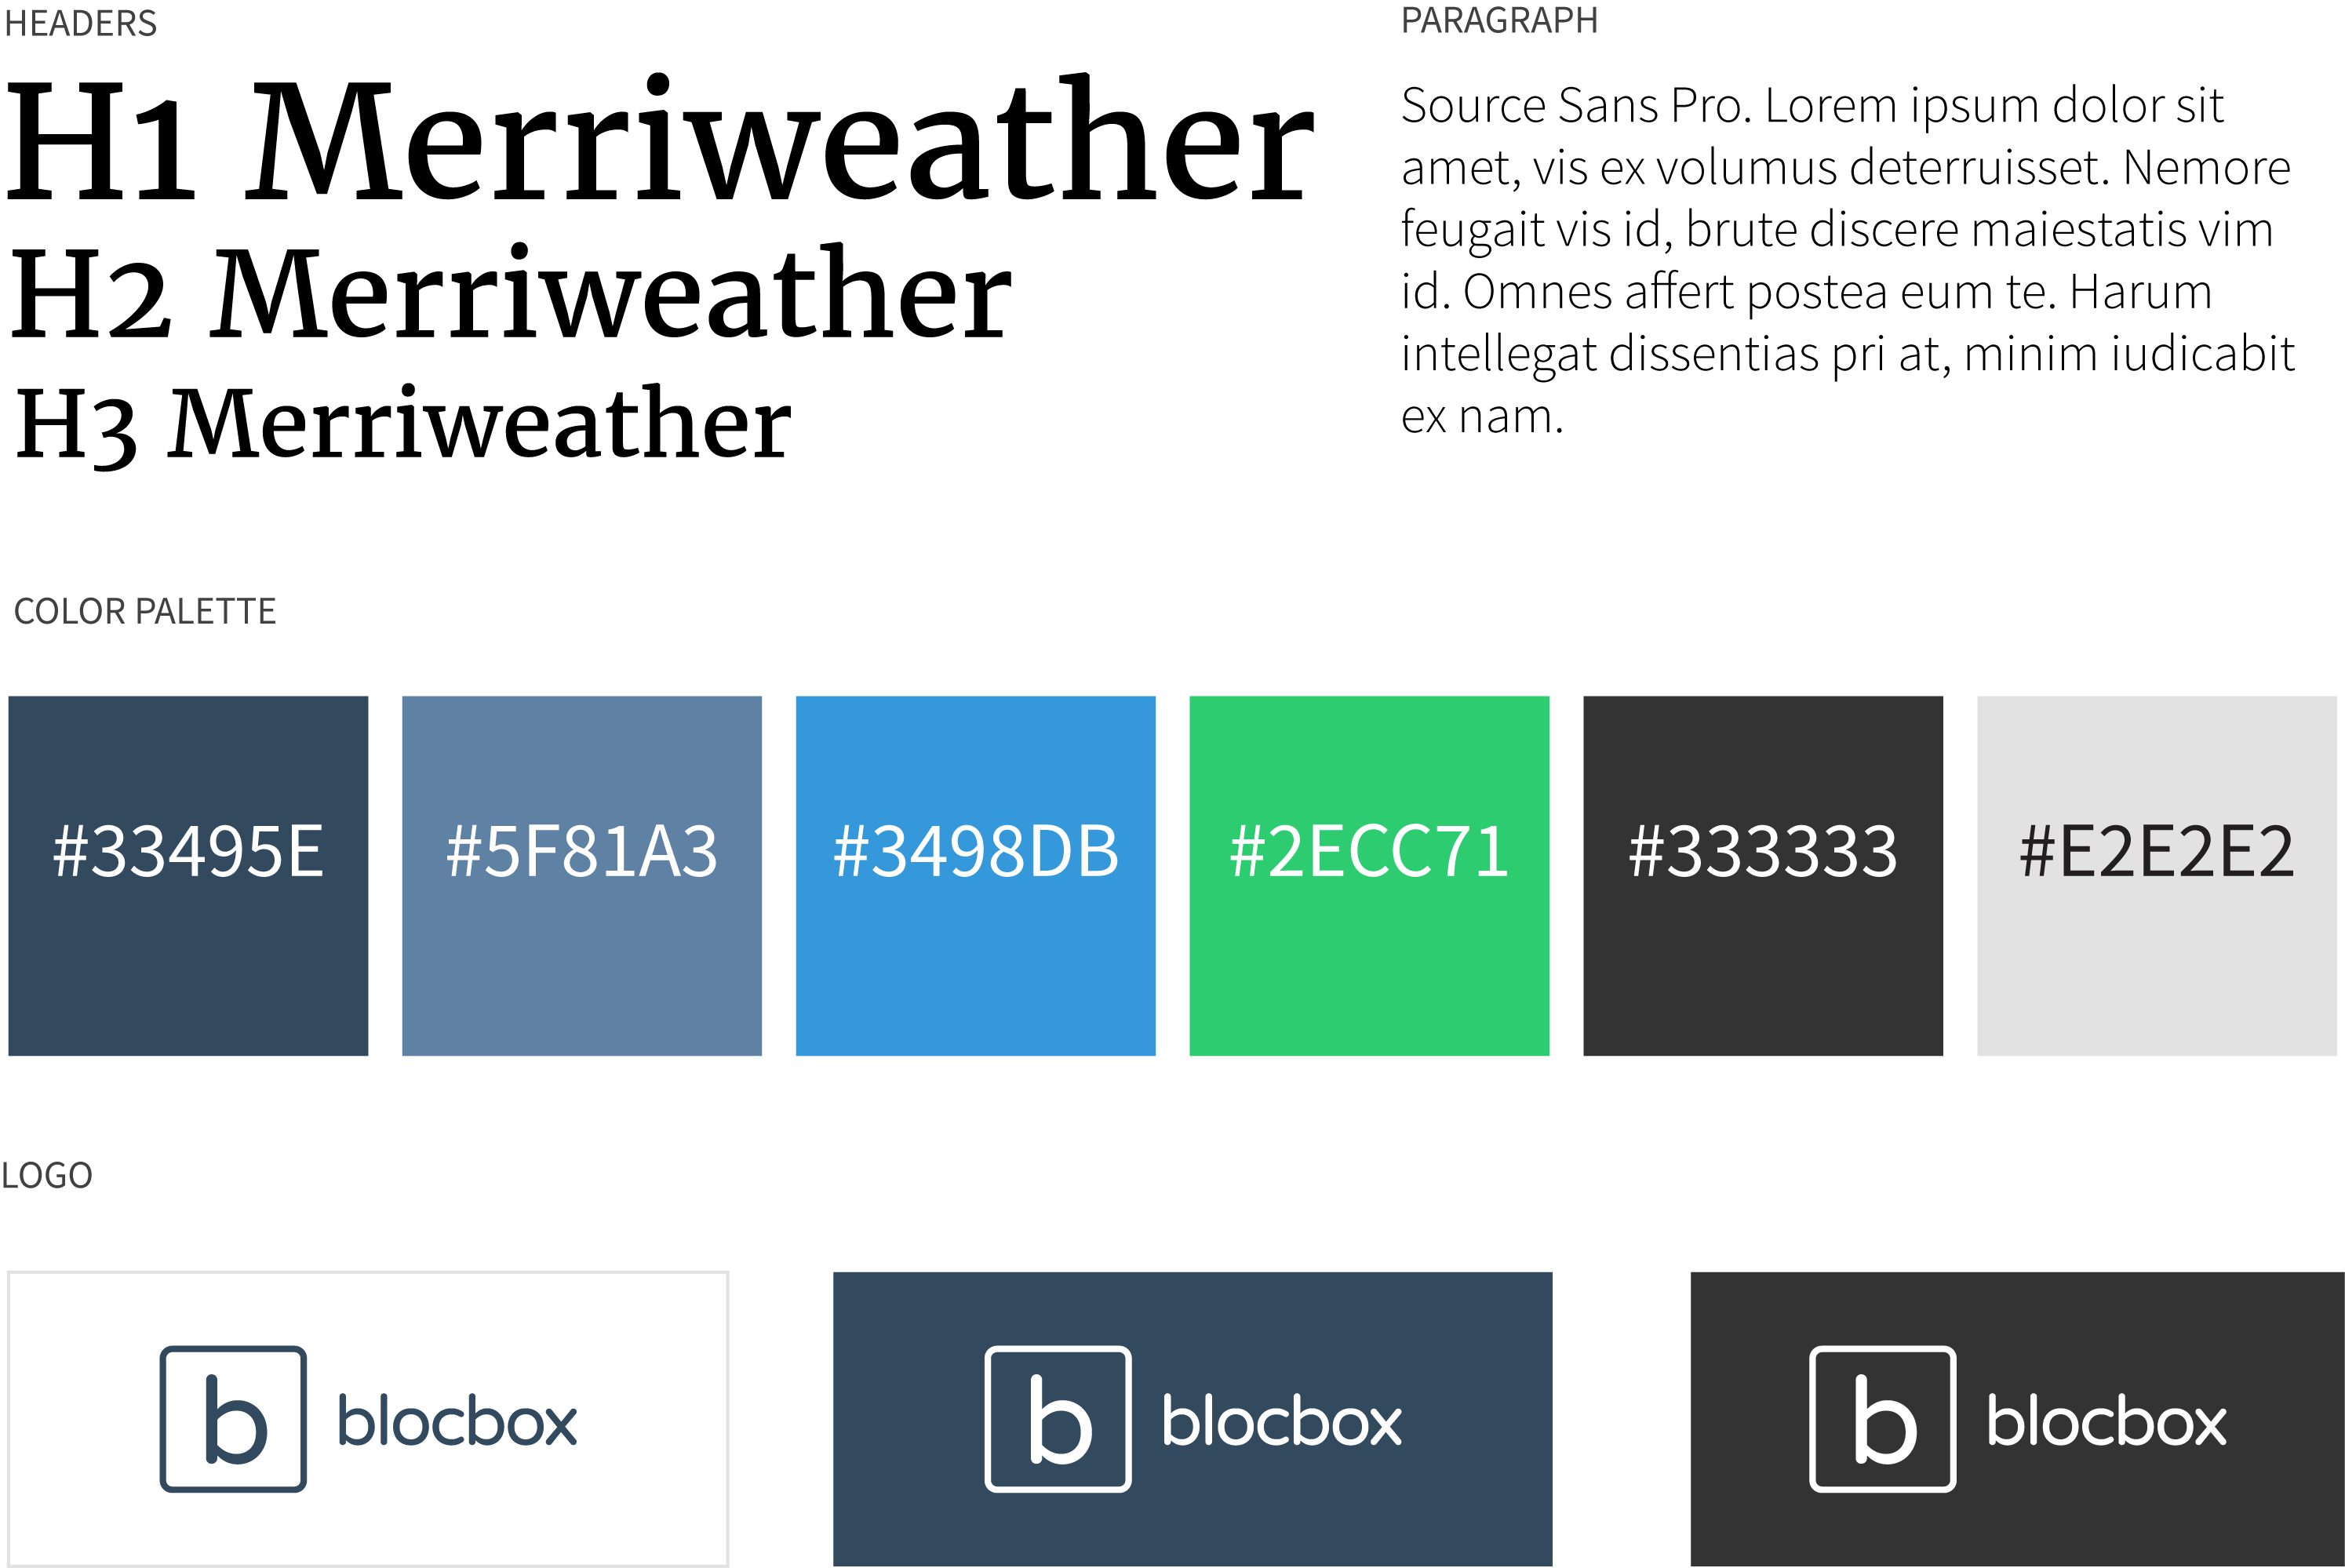 HEADERS
H1 Merriweather
H2 Merriweather
H3 Merriweather
PARAGRAPH
Source Sans Pro. Lorem ipsum dolor sit
amet, vis ex volumus deterruisset. Nemore
feugait vis id, brute discere maiestatis vim
id. Omnes affert postea eum te. Harum
intellegat dissentias pri at, minim iudicabit
ex nam.
COLOR PALETTE
#33495E
#5F81A3
#3498DB
#2ECC71
#333333
#E2E2E2
LOGO
b blocbox
b blocbox
b blocbox